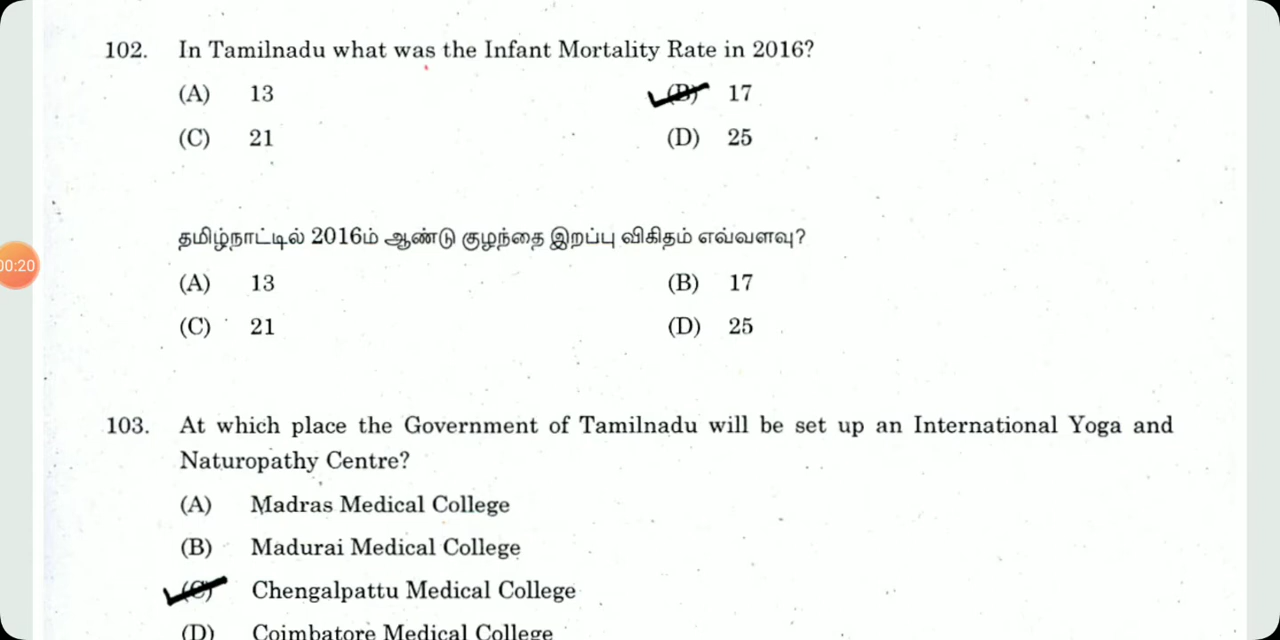 102. In Tamilnadu what was the Infant Mortality Rate in 2016?
(A) 13 (B) 17
(C) 21 (D) 25
தமிழ்நாட்டில் 2016ம் ஆண்டு குழந்தை இறப்பு விகிதம் எவ்வளவு?
(A) 13 (B) 17
(C) 21 (D) 25
00:20
103. At which place the Government of Tamilnadu will be set up an International Yoga and
Naturopathy Centre?
(A) Madras Medical College
(B) Madurai Medical College
(C) Chengalpattu Medical College
(D) Coimbatore Medical College